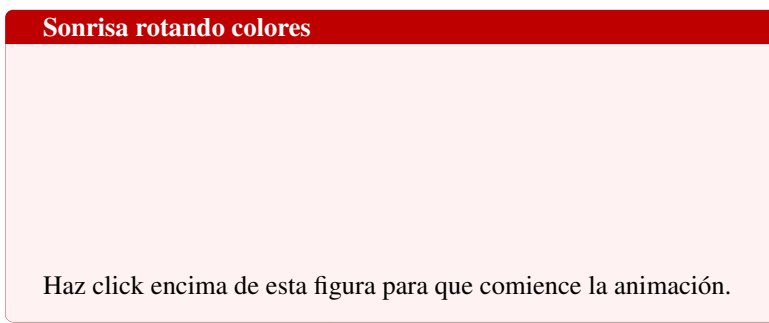 Sonrisa rotando colores
Haz click encima de esta figura para que comience la animación.